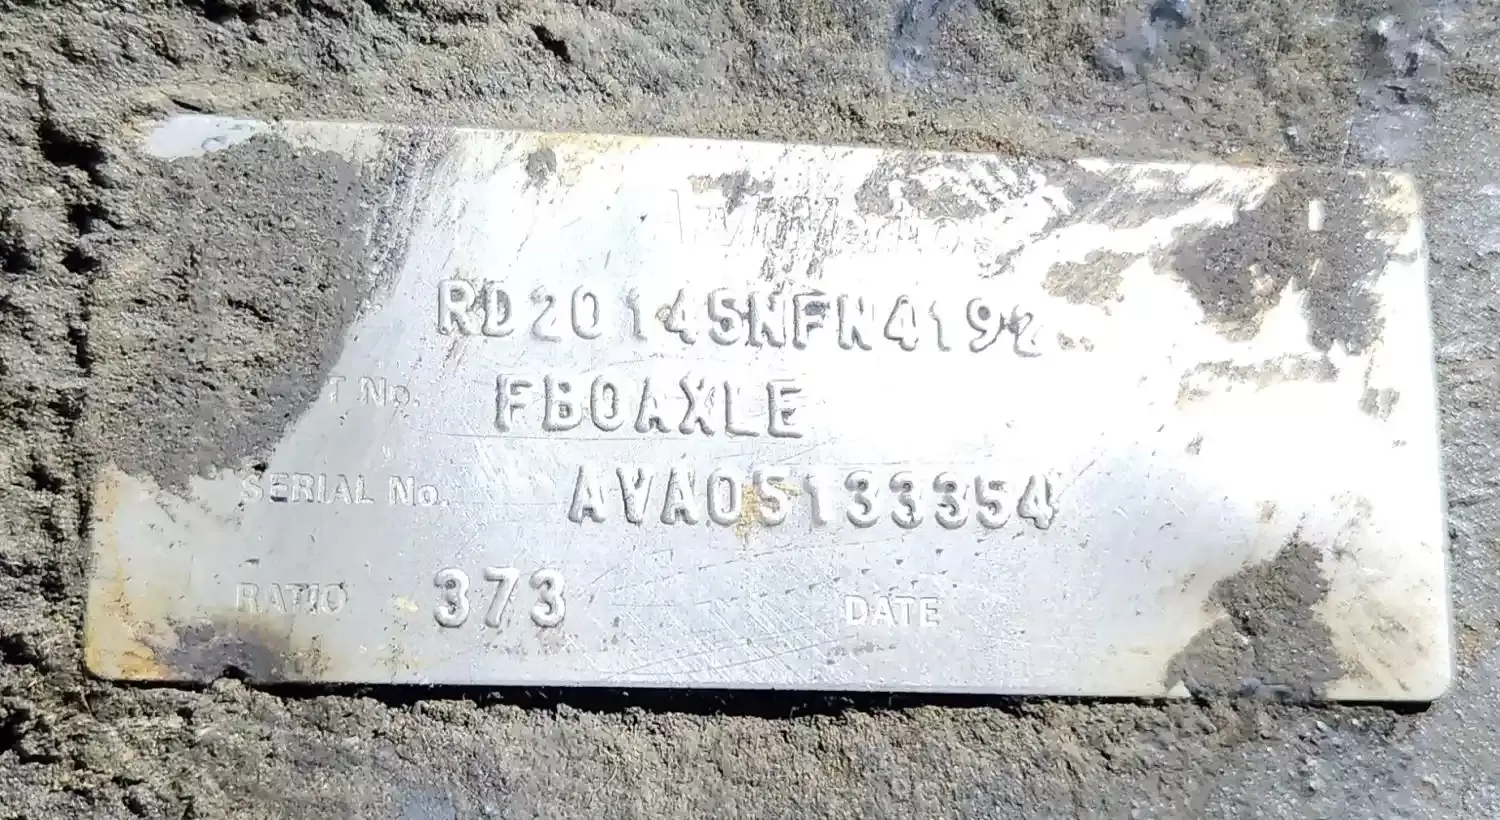 RD20145NFN4192
T No. FBOAXLE
SERIAL No. AVA05133354
RATIO 373 DATE